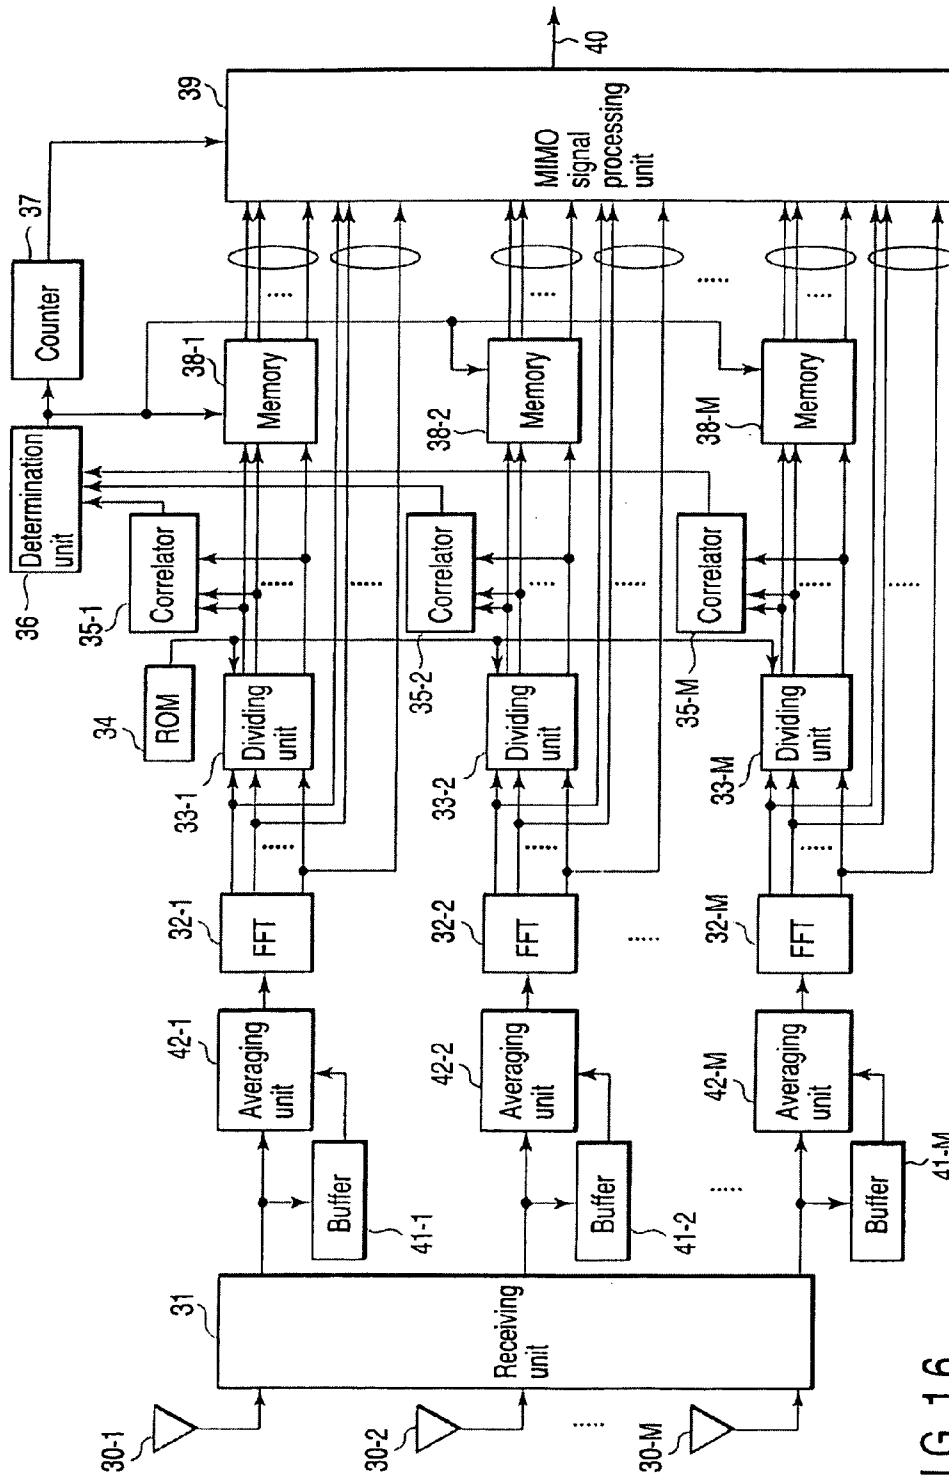 30-1
30-2
.....
30-M
31
Receiving
unit
41-1
Buffer
41-2
Buffer
.....
41-M
Buffer
42-1
Averaging
unit
42-2
Averaging
unit
42-M
Averaging
unit
32-1
FFT
32-2
FFT
.....
32-M
FFT
33-1
Dividing
unit
.....
33-2
Dividing
unit
.....
33-M
Dividing
unit
.....
34
ROM
35-1
Correlator
.....
.....
35-2
Correlator
.....
.....
35-M
Correlator
.....
.....
36
Determination
unit
37
Counter
38-1
Memory
....
38-2
Memory
....
.....
38-M
Memory
....
39
MIMO
signal
processing
unit
40
IG. 16